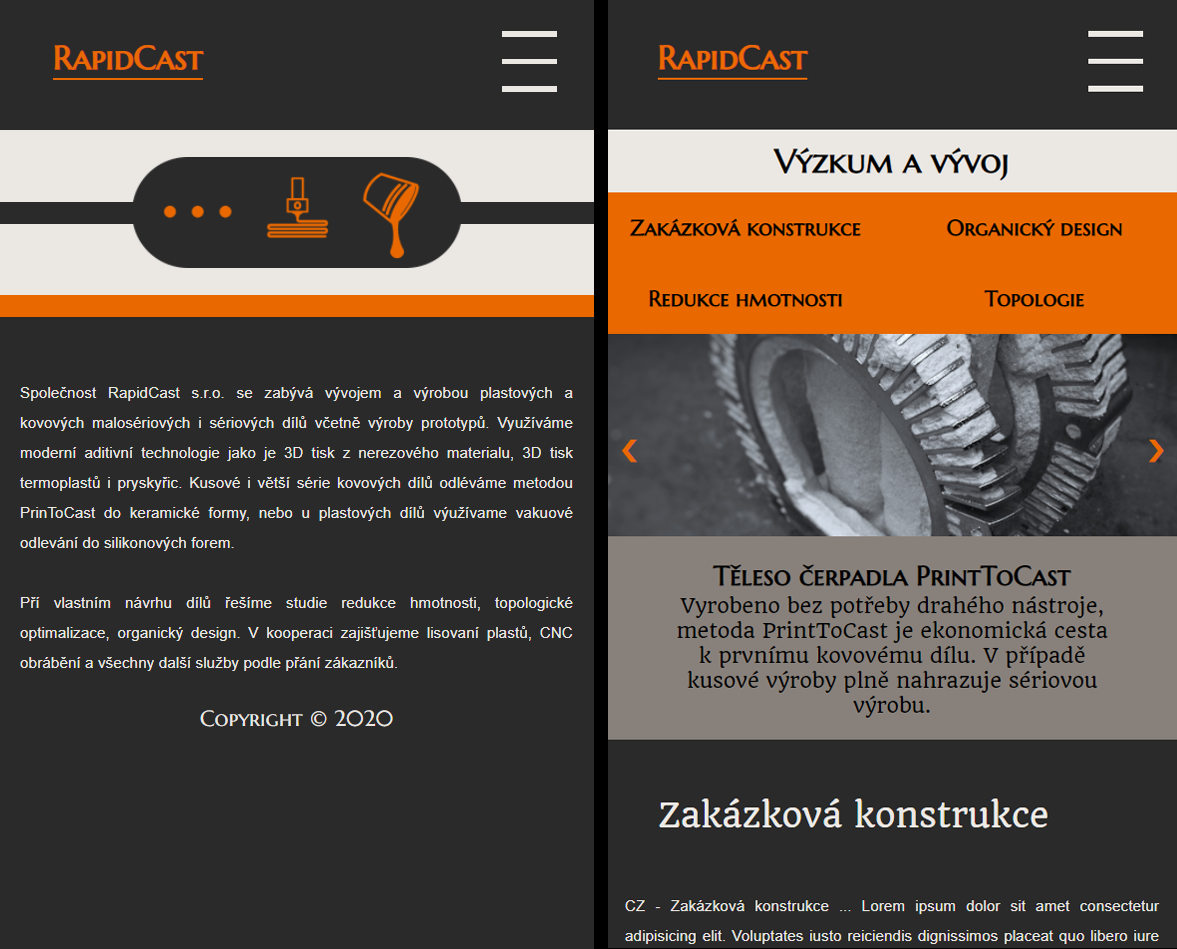 RapidCast
Společnost RapidCast s.r.o. se zabývá vývojem a výrobou plastových a
kovových malosériových i sériových dílů včetně výroby prototypů. Využíváme
moderní aditivní technologie jako je 3D tisk z nerezového materialu, 3D tisk
termoplastů i pryskyřic. Kusové i větší série kovových dílů odléváme metodou
PrinToCast do keramické formy, nebo u plastových dílů výužívame vakuové
odlevání do silikonových forem.
Pří vlastním návrhu dílů řešíme studie redukce hmotnosti, topologické
optimalizace, organický design. V kooperaci zajišťujeme lisovaní plastů, CNC
obrábění a všechny další služby podle přání zákazníků.
Copyright © 2020
RapidCast
Výzkum a vývoj
Zakázková konstrukce
Organický design
Redukce hmotnosti
Topologie
Těleso čerpadla PrintToCast
Vyrobeno bez potřeby drahého nástroje,
metoda PrintToCast je ekonomická cesta
k prvnímu kovovému dílu. V případě
kusové výroby plně nahrazuje sériovou
výrobu.
Zakázková konstrukce
CZ - Zakázková konstrukce ... Lorem ipsum dolor sit amet consectetur
adipisicing elit. Voluptates iusto reiciendis dignissimos placeat quo libero iure